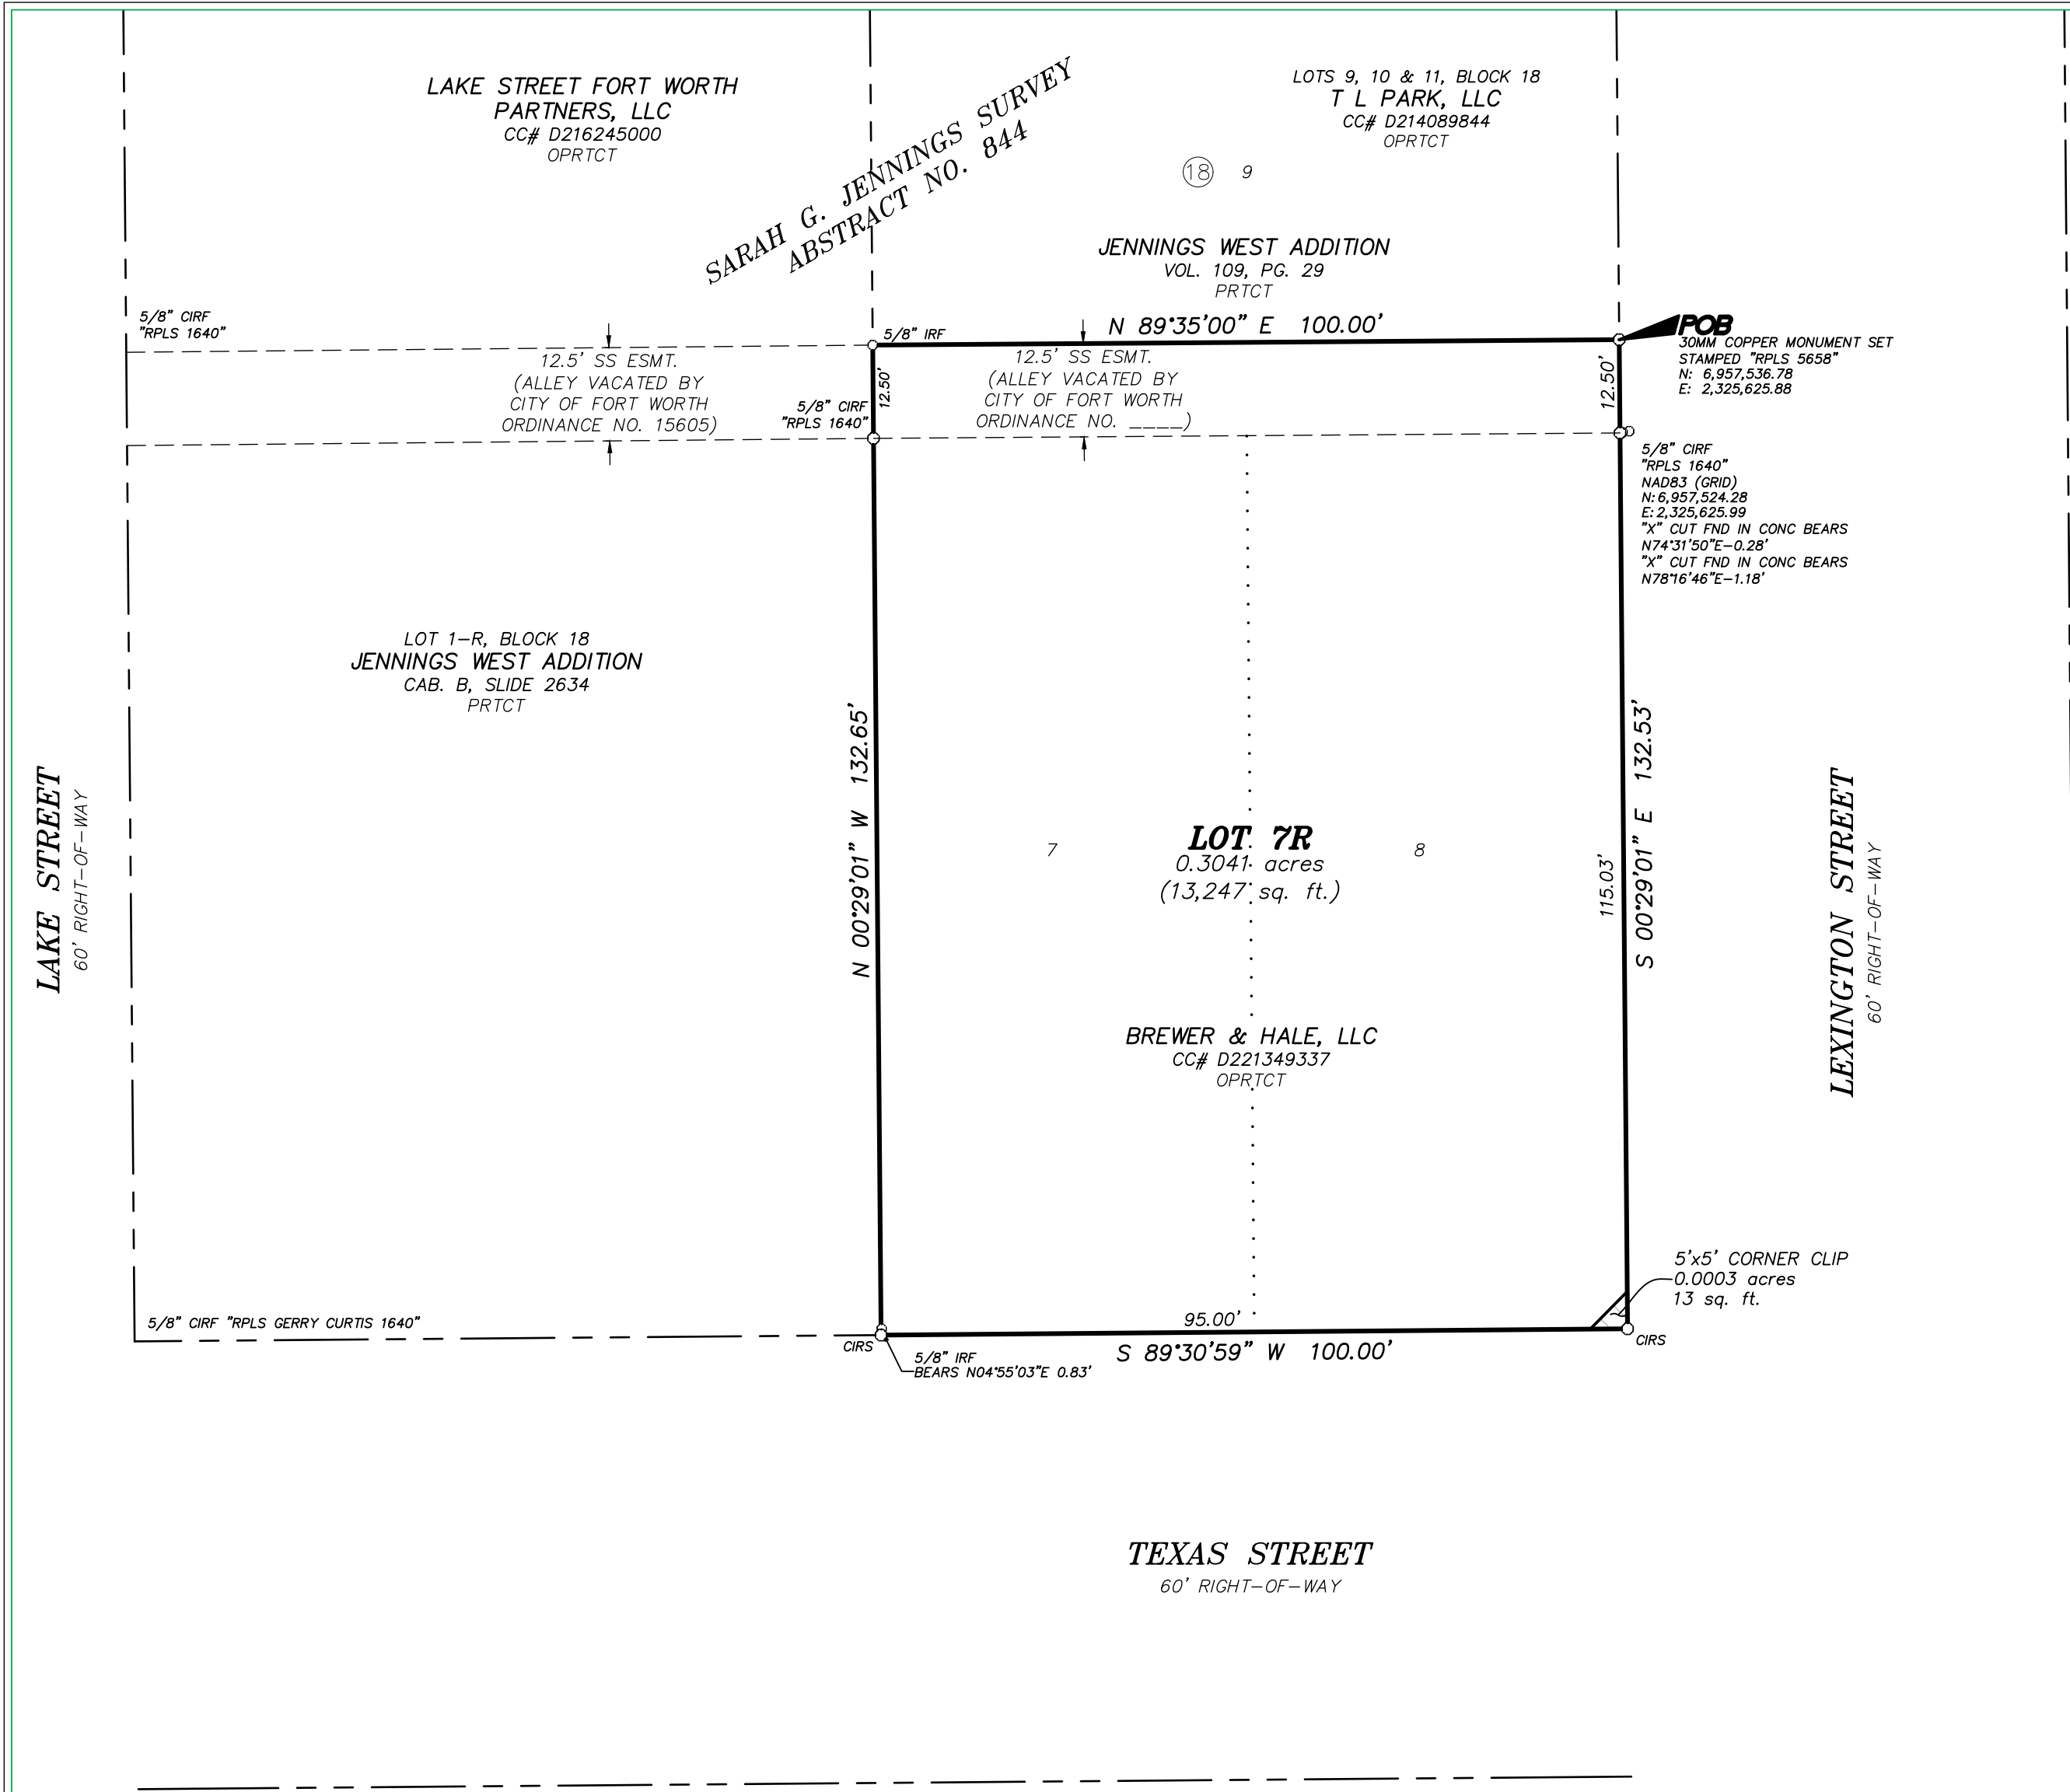 LAKE STREET FORT WORTH
PARTNERS, LLC
CC# D216245000
OPRTCT
SARAH G. JENNINGS SURVEY
ABSTRACT NO. 844
LOTS 9, 10 & 11, BLOCK 18
T L PARK, LLC
CC# D214089844
OPRTCT
18 9
JENNINGS WEST ADDITION
VOL. 109, PG. 29
PRTCT
5/8" CIRF
"RPLS 1640"
5/8" IRF
N 89°35'00" E 100.00'
POB
30MM COPPER MONUMENT SET
STAMPED "RPLS 5658"
N: 6,957,536.78
E: 2,325,625.88
12.5' SS ESMT.
(ALLEY VACATED BY
CITY OF FORT WORTH
ORDINANCE NO. 15605)
5/8" CIRF
"RPLS 1640"
12.50'
12.5' SS ESMT.
(ALLEY VACATED BY
CITY OF FORT WORTH
ORDINANCE NO. ____)
12.50'
5/8" CIRF
"RPLS 1640"
NAD83 (GRID)
N: 6,957,524.28
E: 2,325,625.99
"X" CUT FND IN CONC BEARS
N74°31'50"E-0.28'
"X" CUT FND IN CONC BEARS
N78°16'46"E-1.18'
LOT 1-R, BLOCK 18
JENNINGS WEST ADDITION
CAB. B, SLIDE 2634
PRTCT
LAKE STREET
60' RIGHT-OF-WAY
N 00°29'01" W 132.65'
7
LOT 7R
0.3041 acres
(13,247 sq. ft.)
8
115.03'
S 00°29'01" E 132.53'
LEXINGTON STREET
60' RIGHT-OF-WAY
BREWER & HALE, LLC
CC# D221349337
OPRTCT
5'x5' CORNER CLIP
0.0003 acres
13 sq. ft.
5/8" CIRF "RPLS GERRY CURTIS 1640"
95.00'
CIRS
CIRS
5/8" IRF
BEARS N04°55'03"E 0.83'
S 89°30'59" W 100.00'
TEXAS STREET
60' RIGHT-OF-WAY